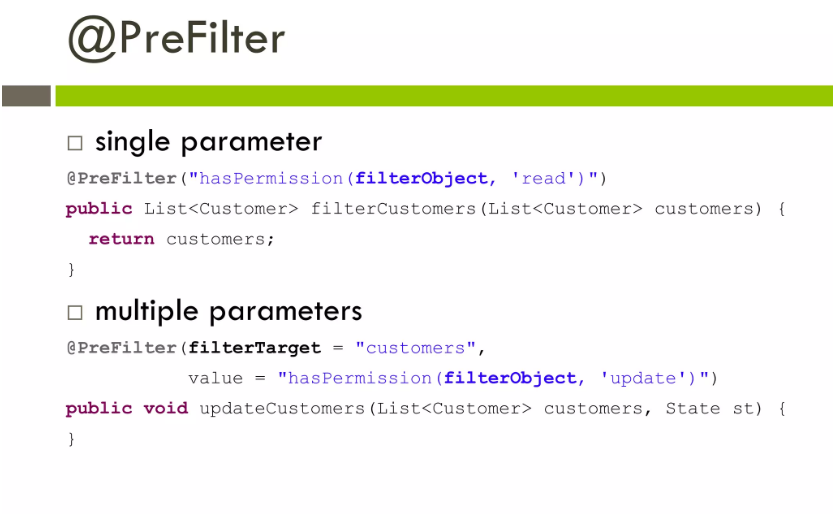 @PreFilter
single parameter
@PreFilter("hasPermission(filterObject, 'read')")
public List<Customer> filterCustomers(List<Customer> customers) {
return customers;
}
multiple parameters
@PreFilter(filterTarget = "customers",
value = "hasPermission(filterObject, 'update')")
public void updateCustomers(List<Customer> customers, State st) {
}